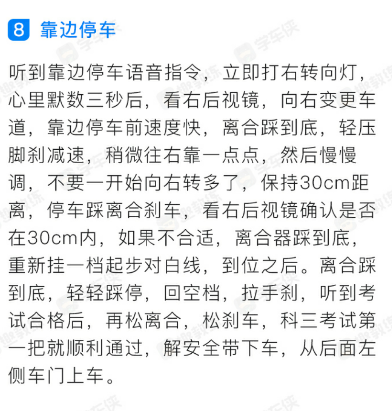 8 靠边停车
听到靠边停车语音指令，立即打右转向灯，
心里默数三秒后，看右后视镜，向右变更车
道，靠边停车前速度快，离合踩到底，轻压
脚刹减速，稍微往右靠一点点，然后慢慢
调，不要一开始向右转多了，保持30cm距
离，停车踩离合刹车，看右后视镜确认是否
在30cm内，如果不合适，离合器踩到底，
重新挂一档起步对白线，到位之后。离合踩
到底，轻轻踩停，回空档，拉手刹，听到考
试合格后，再松离合，松刹车，科三考试第
一把就顺利通过，解安全带下车，从后面左
侧车门上车。